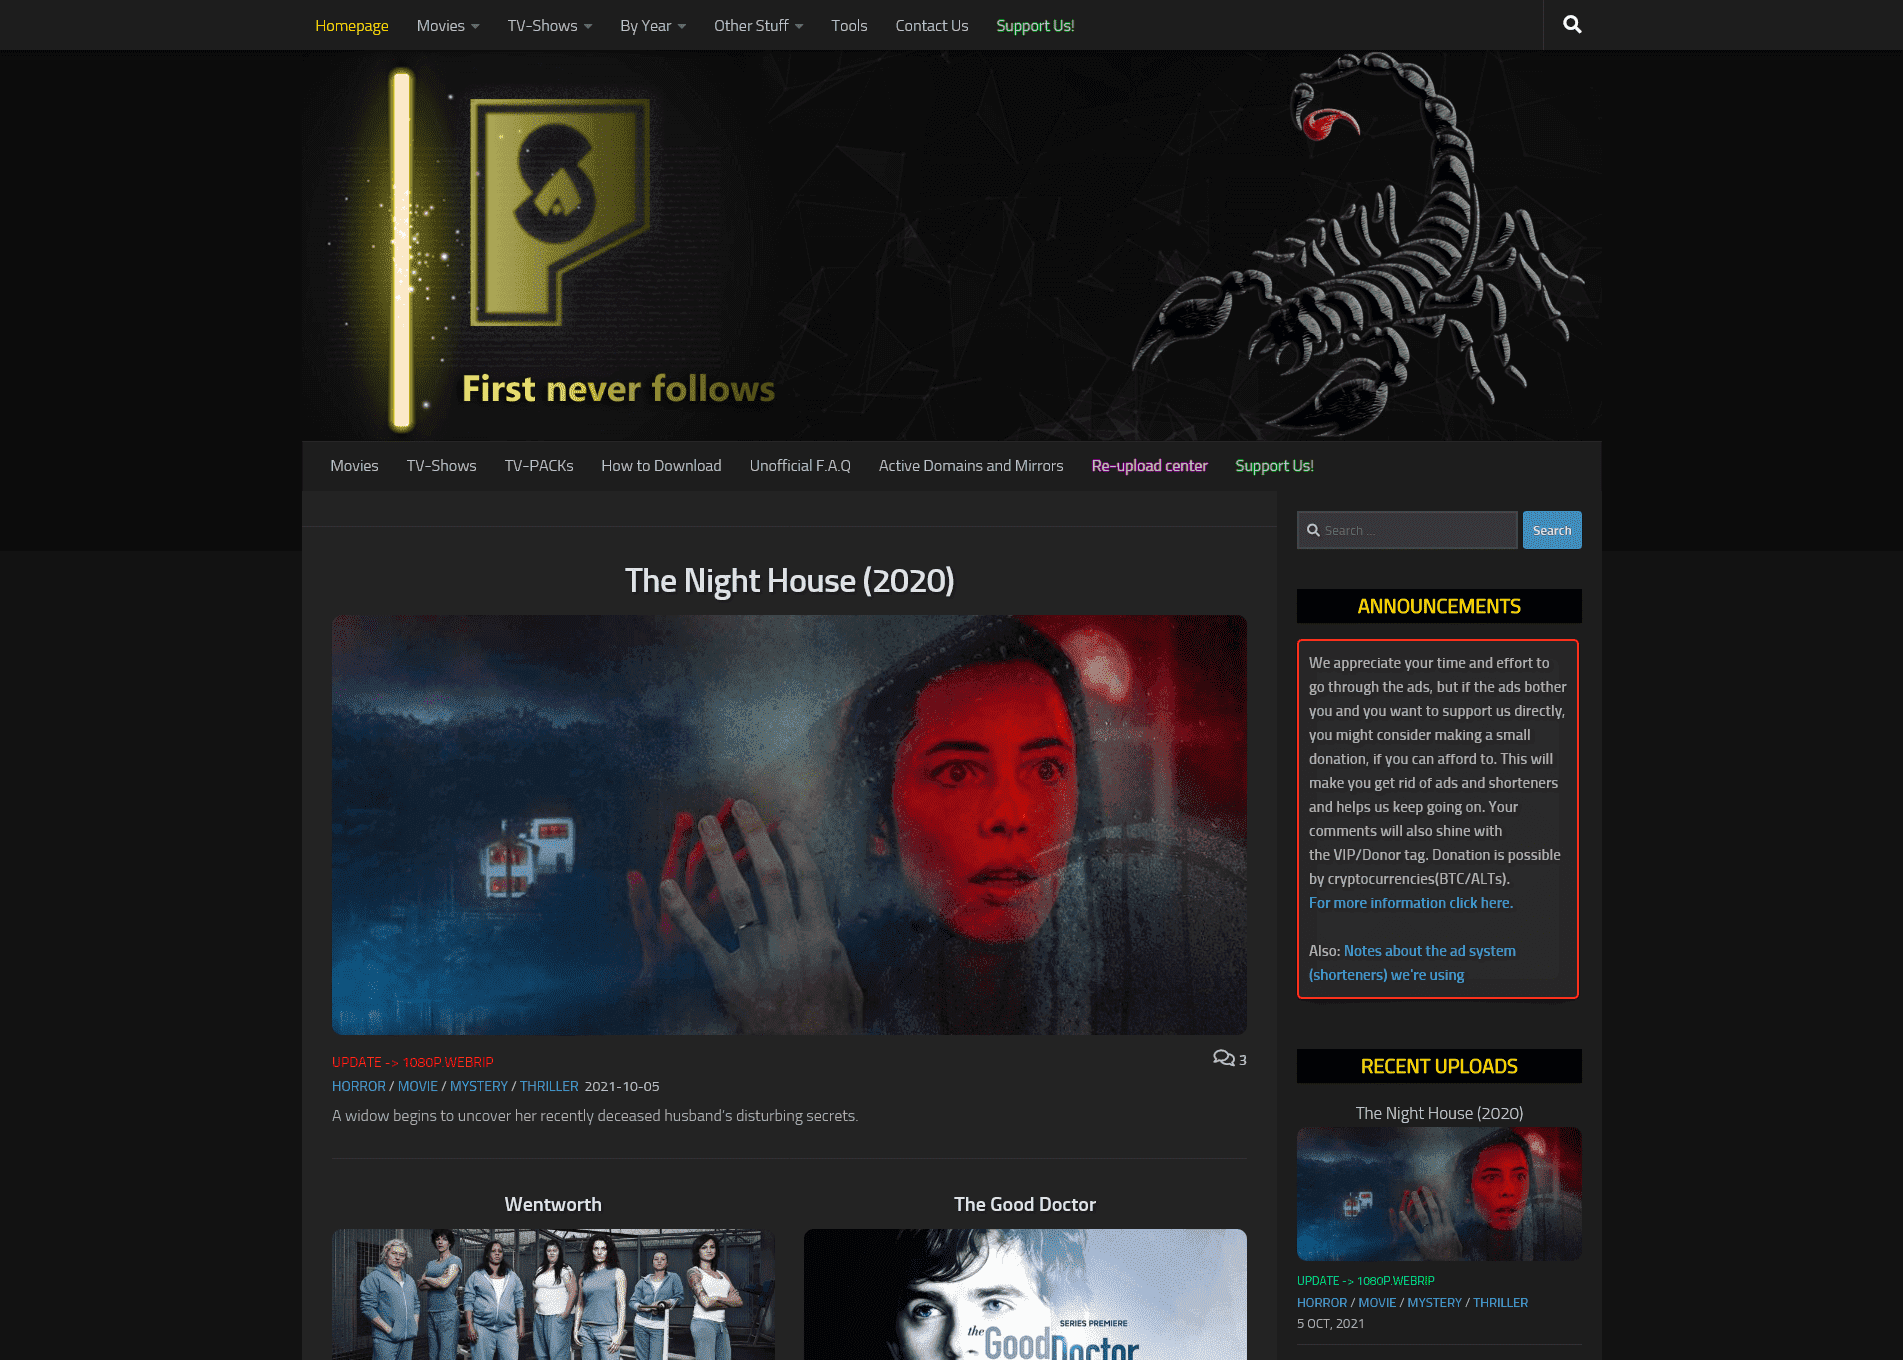 Homepage Movies TV-Shows By Year Other Stuff Tools Contact Us Support Us!
First never follows
Movies TV-Shows TV-PACKs How to Download Unofficial F.A.Q Active Domains and Mirrors Re-upload center Support Us!
The Night House (2020)
UPDATE -> 1080P.WEBRIP
3
HORROR / MOVIE / MYSTERY / THRILLER 2021-10-05
A widow begins to uncover her recently deceased husband's disturbing secrets.
Wentworth
The Good Doctor
SERIES PREMIERE
the GoodDoctor
Search ...
Search
ANNOUNCEMENTS
We appreciate your time and effort to
go through the ads, but if the ads bother
you and you want to support us directly,
you might consider making a small
donation, if you can afford to. This will
make you get rid of ads and shorteners
and helps us keep going on. Your
comments will also shine with
the VIP/Donor tag. Donation is possible
by cryptocurrencies(BTC/ALTs).
For more information click here.
Also: Notes about the ad system
(shorteners) we're using
RECENT UPLOADS
The Night House (2020)
UPDATE -> 1080P.WEBRIP
HORROR / MOVIE / MYSTERY / THRILLER
5 OCT, 2021